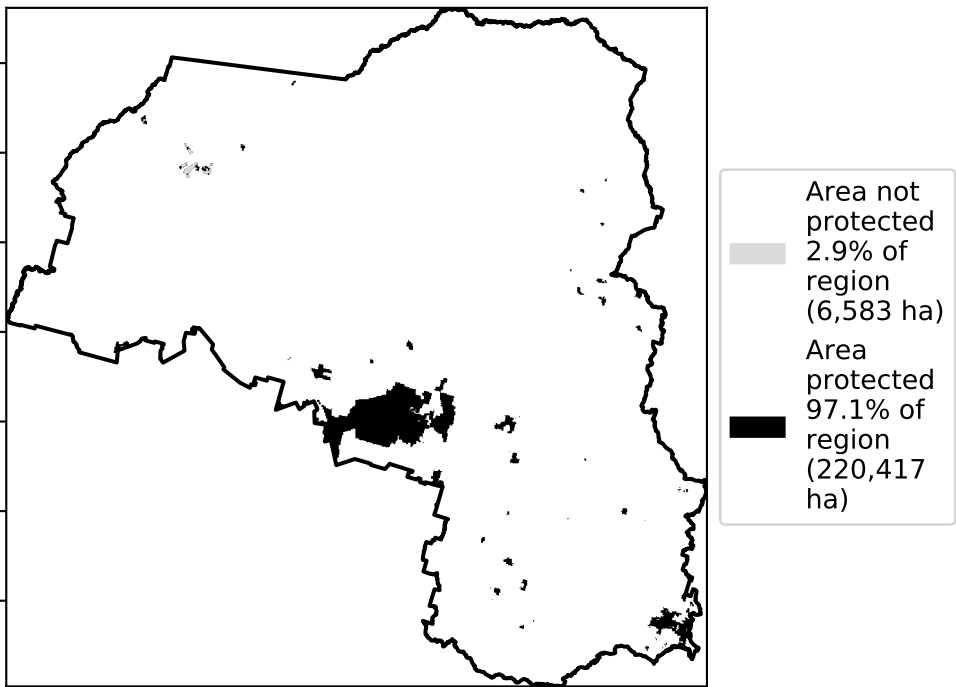 Area not
protected
2.9% of
region
(6,583 ha)
Area
protected
97.1% of
region
(220,417
ha)